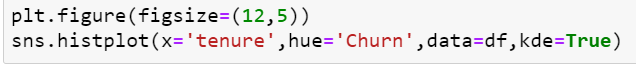 plt.figure(figsize=(12,5))
sns.histplot(x='tenure',hue='Churn',data=df,kde=True)